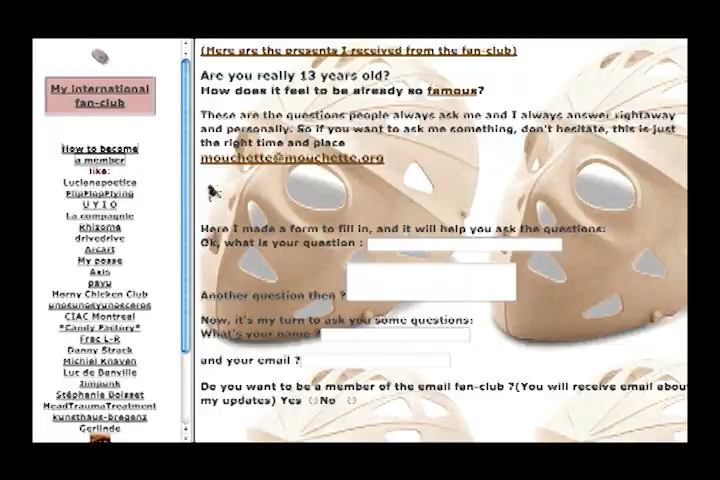 My international
fan-club
How to become
a member
like:
Lucianapoetica
FlipFlopFlying
U Y I O
La compagnie
Rhizome
drivedrive
Arcart
My posse
Axis
pavu
Horny Chicken Club
unosunosyunosceros
CIAC Montreal
*Candy Factory*
Frac L-R
Danny Strack
Michiel Knaven
Luc de Banville
Jimpunk
Stéphanie Boisset
HeadTraumaTreatment
kunsthaus-bregenz
Gerlinde
(Here are the presents I received from the fan-club)
Are you really 13 years old?
How does it feel to be already so famous?
These are the questions people always ask me and I always answer rightaway
and personally. So if you want to ask me something, don't hesitate, this is just
the right time and place
mouchette@mouchette.org
Here I made a form to fill in, and it will help you ask the questions:
Ok, what is your question :
Another question then ?
Now, it's my turn to ask you some questions:
What's your name ?
and your email ?
Do you want to be a member of the email fan-club ?(You will receive email about
my updates) Yes No